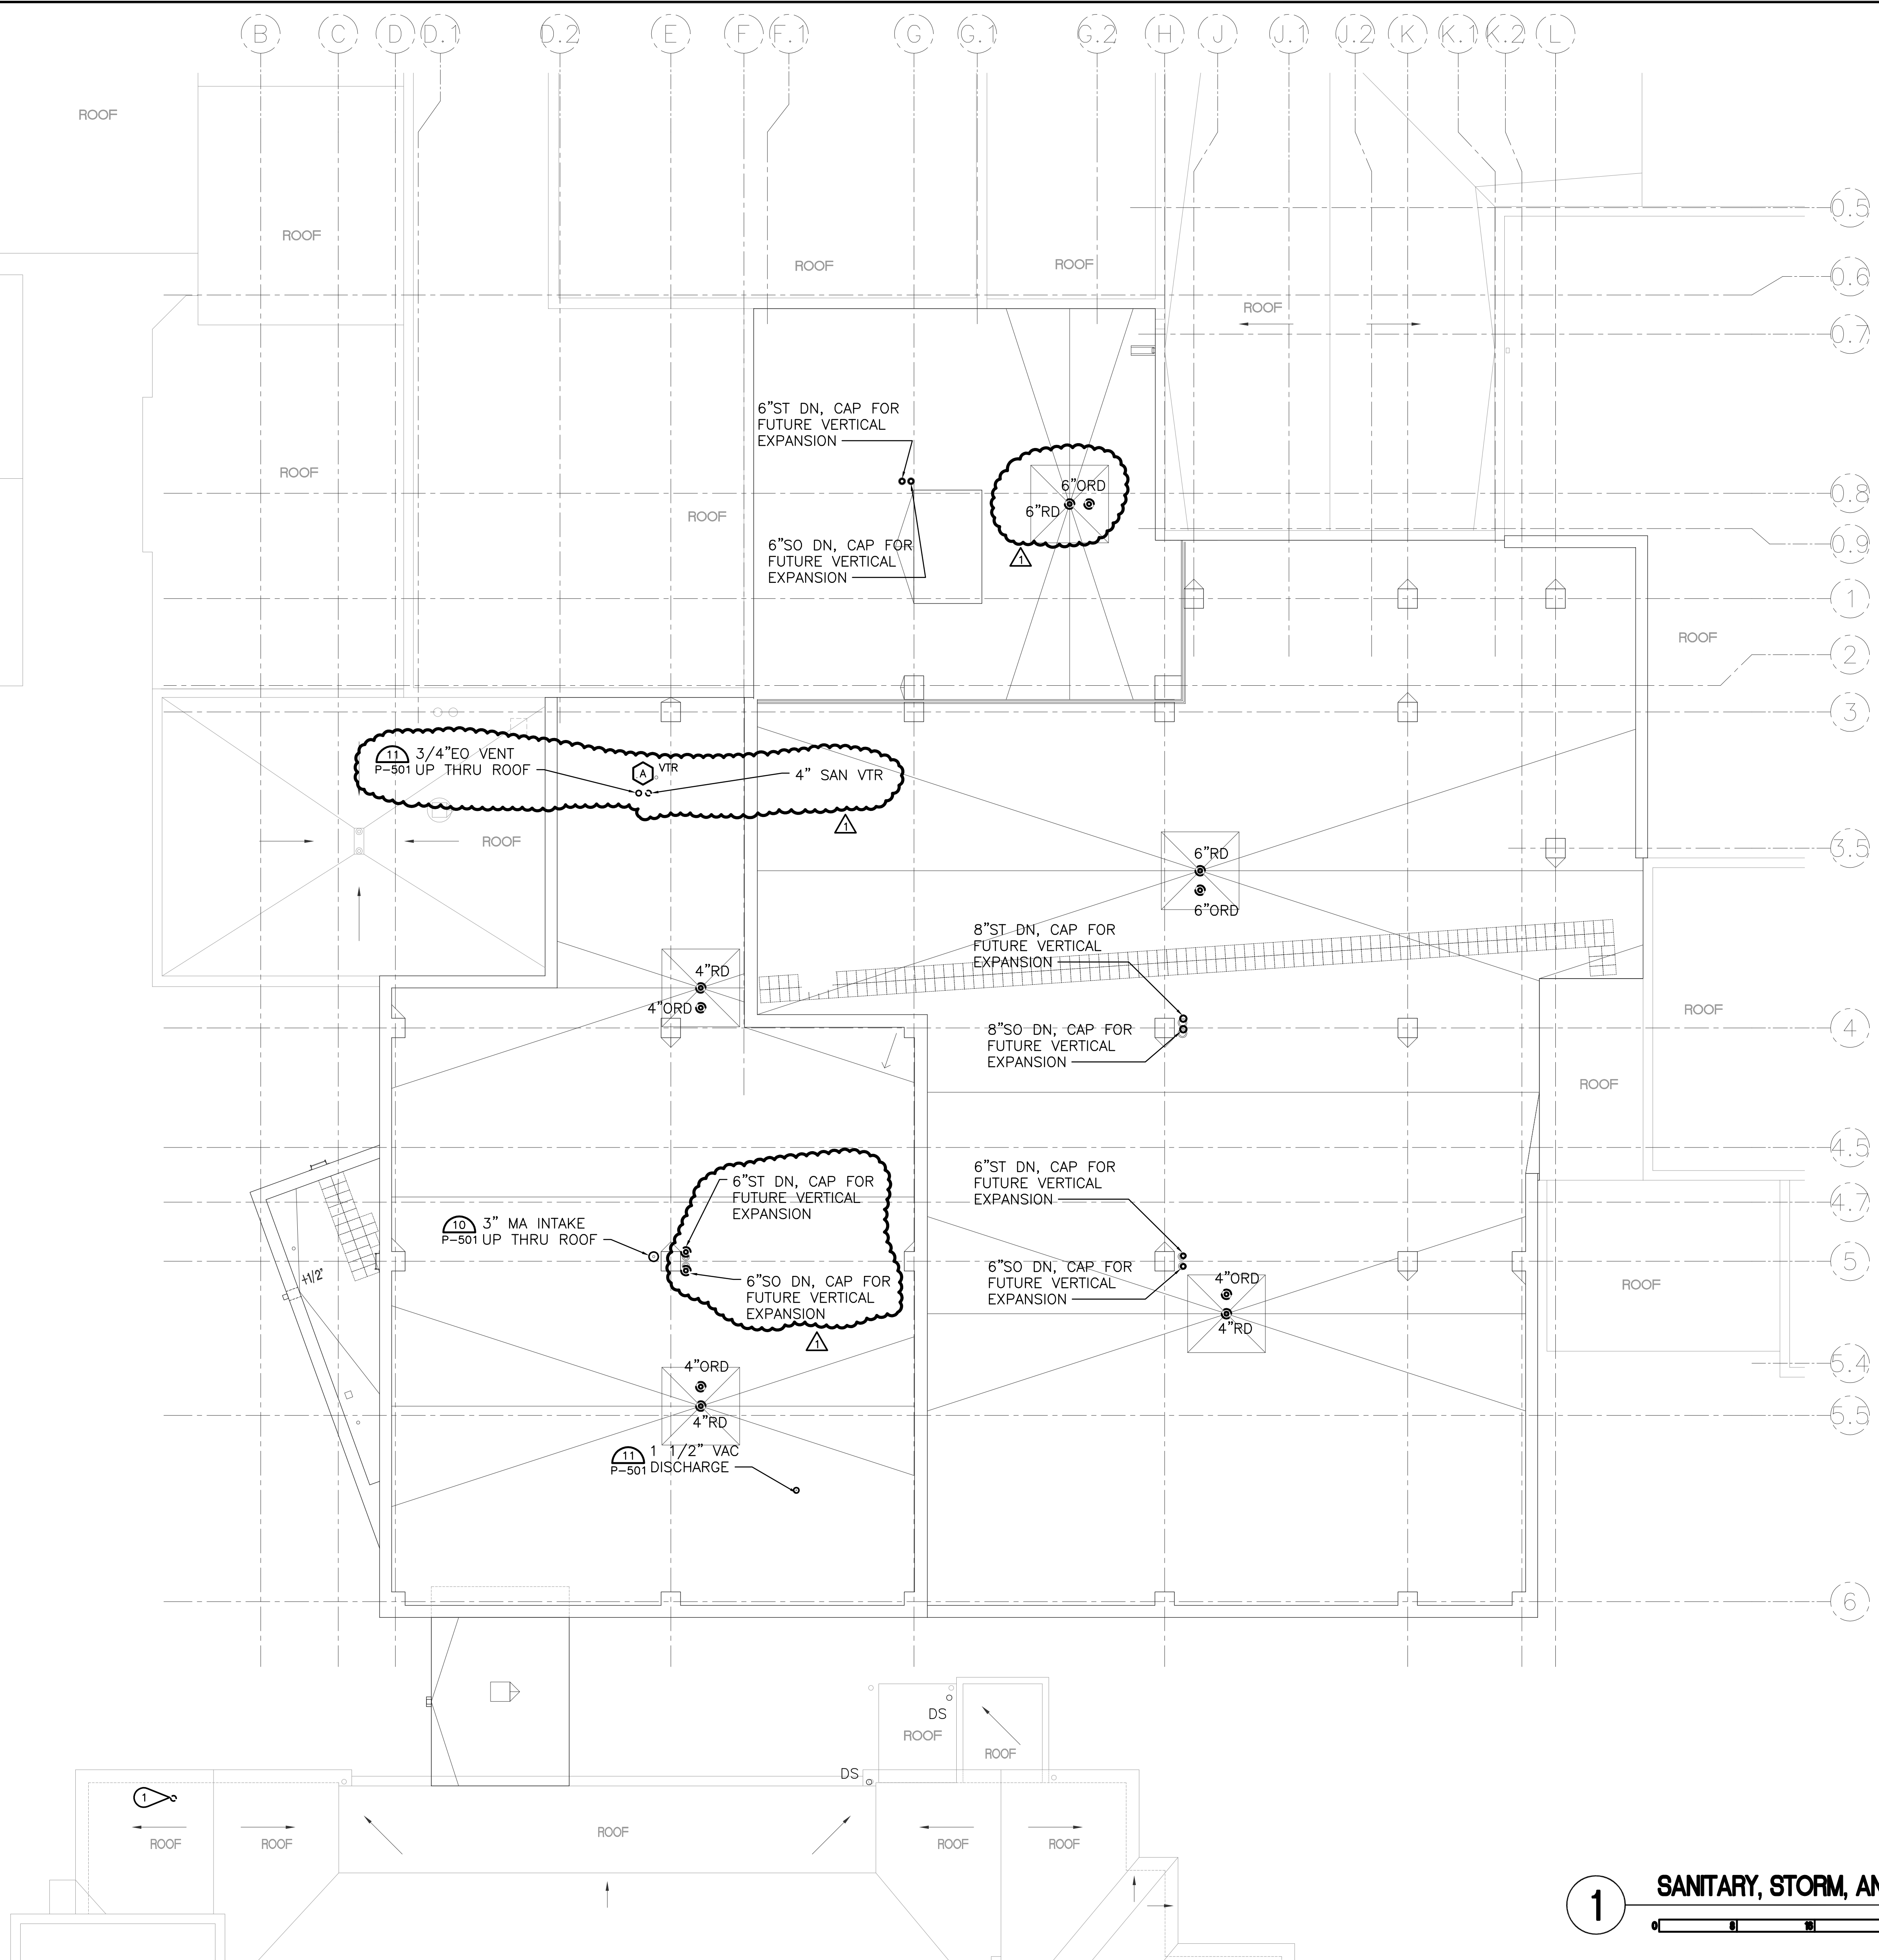 B
C
D
D.1
D.2
E
F
F.1
G
G.1
G.2
H
J
J.1
J.2
K
K.1
K.2
L
ROOF
ROOF
ROOF
ROOF
0.5
0.6
ROOF
0.7
6"ST DN, CAP FOR
FUTURE VERTICAL
EXPANSION
ROOF
6"ORD
0.8
6"RD
ROOF
6"SO DN, CAP FOR
FUTURE VERTICAL
EXPANSION
0.9
1
1
ROOF
2
3
11
P-501
3/4"EO VENT
UP THRU ROOF
A
VTR
4" SAN VTR
1
ROOF
3.5
6"RD
6"ORD
8"ST DN, CAP FOR
FUTURE VERTICAL
EXPANSION
4"RD
4"ORD
ROOF
8"SO DN, CAP FOR
FUTURE VERTICAL
EXPANSION
4
ROOF
4.5
6"ST DN, CAP FOR
FUTURE VERTICAL
EXPANSION
6"ST DN, CAP FOR
FUTURE VERTICAL
EXPANSION
4.7
10
P-501
3" MA INTAKE
UP THRU ROOF
5
6"SO DN, CAP FOR
FUTURE VERTICAL
EXPANSION
6"SO DN, CAP FOR
FUTURE VERTICAL
EXPANSION
+1/2"
4"ORD
4"RD
ROOF
1
4"ORD
4"RD
5.4
5.5
11
P-501
1 1/2" VAC
DISCHARGE
6
DS
ROOF
ROOF
DS
1
ROOF
ROOF
ROOF
ROOF
ROOF
1
SANITARY, STORM, AN
0
8
16